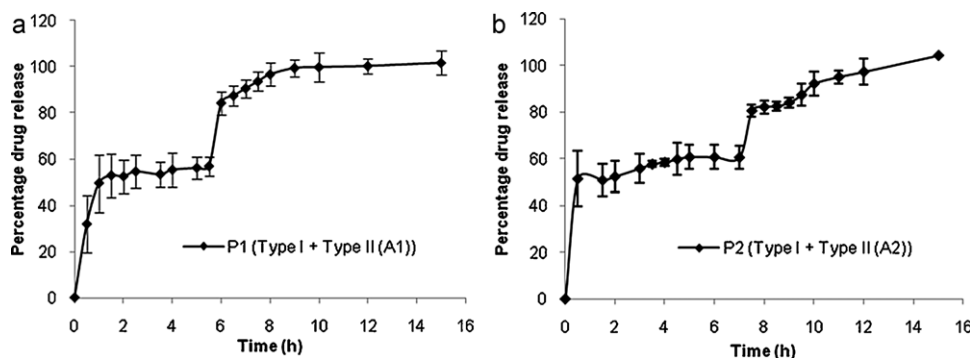 a
120
100
80
60
40
20
0
Percentage drug release
P1 (Type I + Type II (A1))
0 2 4 6 8 10 12 14 16
Time (h)
b
120
100
80
60
40
20
0
Percentage drug release
P2 (Type I + Type II (A2))
0 2 4 6 8 10 12 14 16
Time (h)